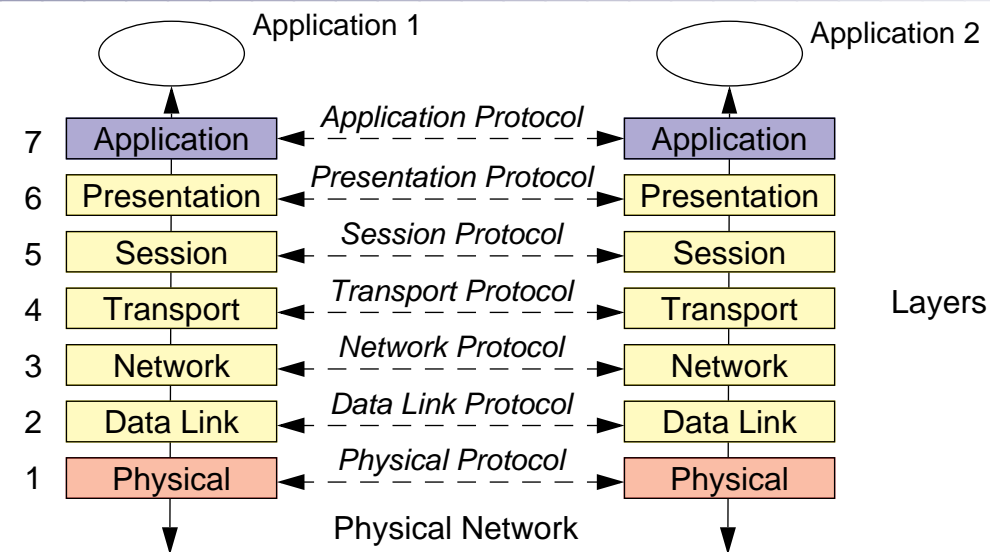 Application 1
Application 2
7 Application Application Protocol Application
6 Presentation Presentation Protocol Presentation
5 Session Session Protocol Session
4 Transport Transport Protocol Transport
Layers
3 Network Network Protocol Network
2 Data Link Data Link Protocol Data Link
1 Physical Physical Protocol Physical
Physical Network